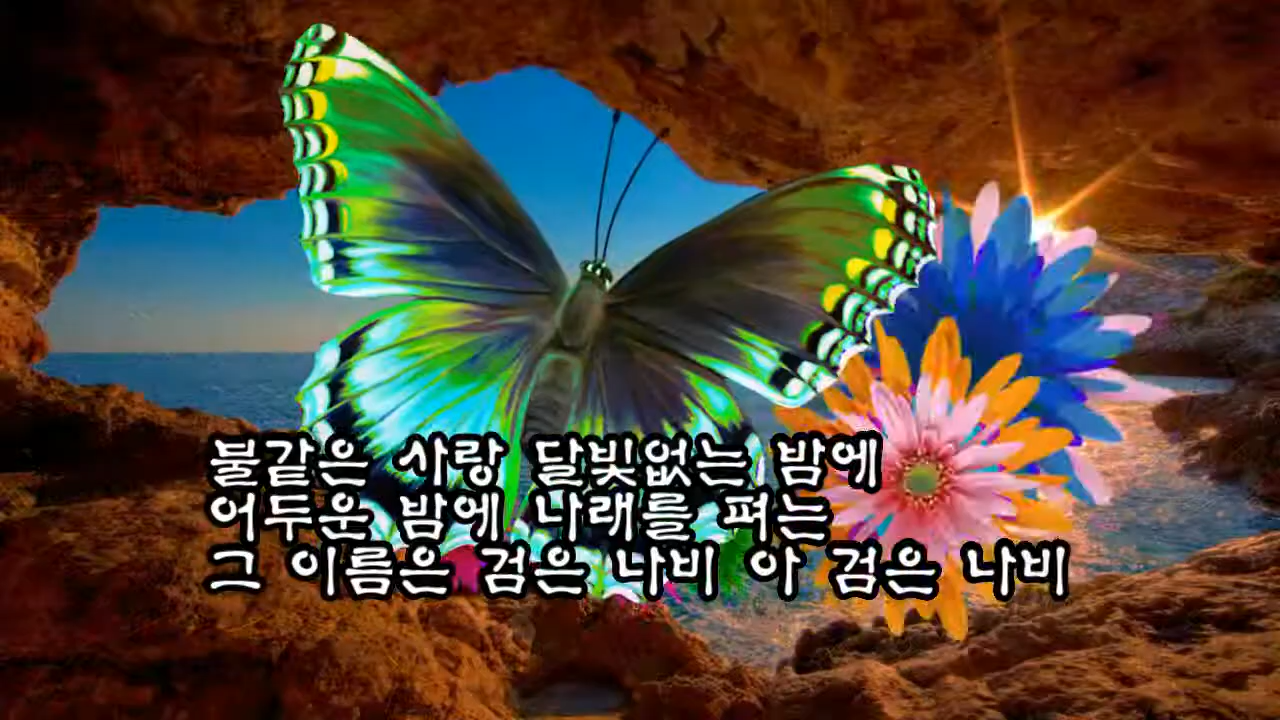 불같은 사랑 달빛없는 밤에
어두운 밤에 나래를 펴는
그 이름은 검은 나비 아 검은 나비